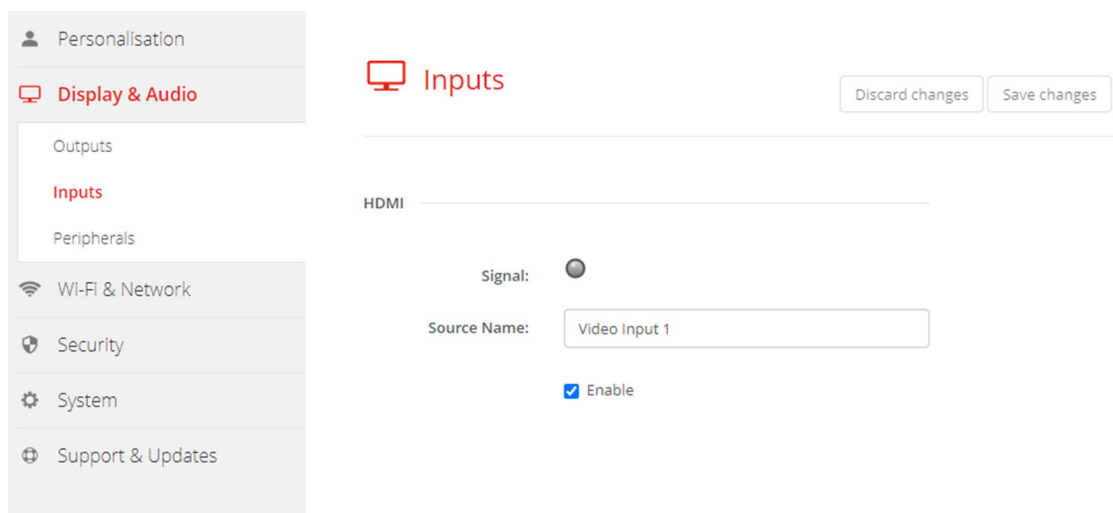 Personalisation
Display & Audio
Outputs
Inputs
Peripherals
Wi-Fi & Network
Security
System
Support & Updates
Inputs
Discard changes
Save changes
HDMI
Signal:
Source Name:
Video Input 1
Enable